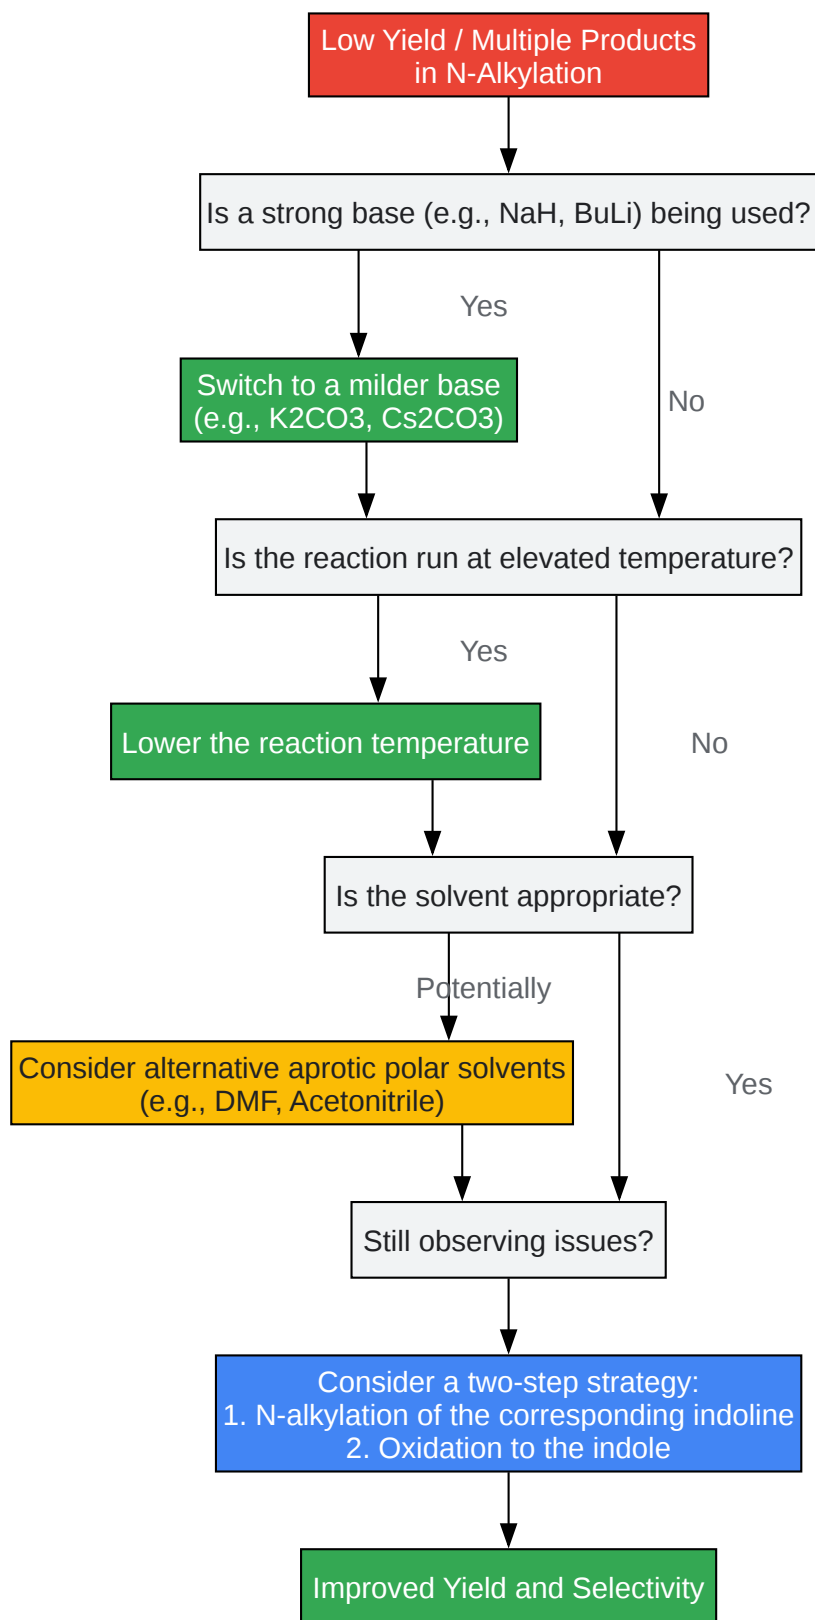 Low Yield / Multiple Products
in N-Alkylation
Is a strong base (e.g., NaH, BuLi) being used?
Yes
Switch to a milder base
(e.g., K2CO3, Cs2CO3)
No
Is the reaction run at elevated temperature?
Yes
Lower the reaction temperature
No
Is the solvent appropriate?
Potentially
Consider alternative aprotic polar solvents
(e.g., DMF, Acetonitrile)
Yes
Still observing issues?
Consider a two-step strategy:
1. N-alkylation of the corresponding indoline
2. Oxidation to the indole
Improved Yield and Selectivity